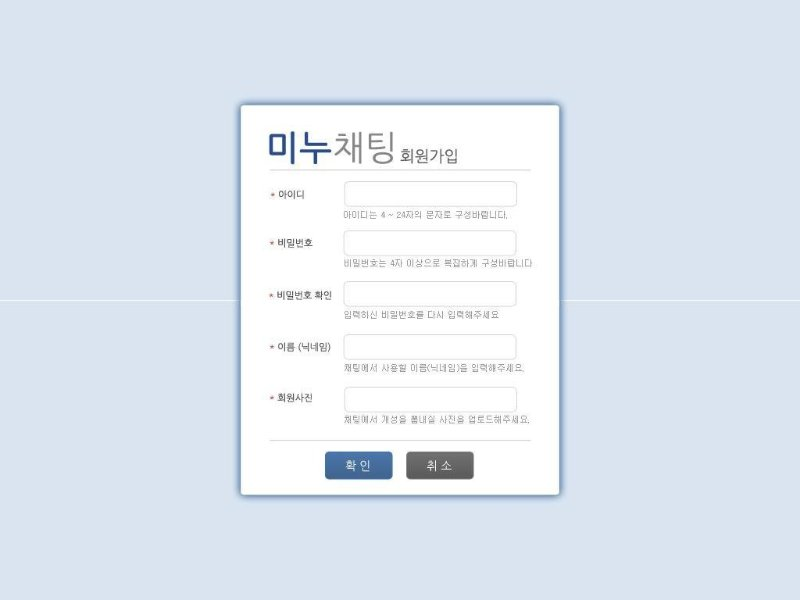 미누채팅 회원가입
* 아이디
아이디는 4 ~ 24자의 문자로 구성바랍니다.
* 비밀번호
비밀번호는 4자 이상으로 복잡하게 구성바랍니다
* 비밀번호 확인
입력하신 비밀번호를 다시 입력해주세요
* 이름 (닉네임)
채팅에서 사용될 이름(닉네임)을 입력해주세요.
* 회원사진
채팅에서 개성을 뽐내실 사진을 업로드해주세요.
확 인
취 소